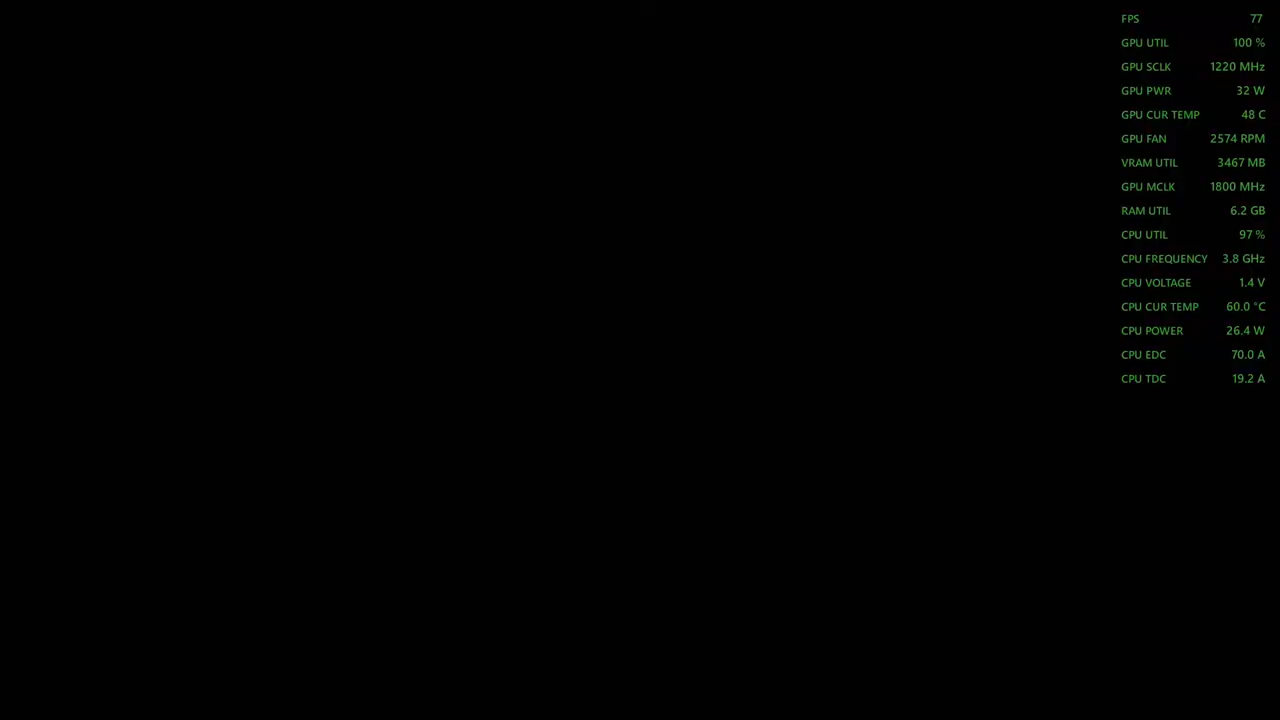 FPS 77
GPU UTIL 100 %
GPU SCLK 1220 MHz
GPU PWR 32 W
GPU CUR TEMP 48 C
GPU FAN 2574 RPM
VRAM UTIL 3467 MB
GPU MCLK 1800 MHz
RAM UTIL 6.2 GB
CPU UTIL 97 %
CPU FREQUENCY 3.8 GHz
CPU VOLTAGE 1.4 V
CPU CUR TEMP 60.0 °C
CPU POWER 26.4 W
CPU EDC 70.0 A
CPU TDC 19.2 A